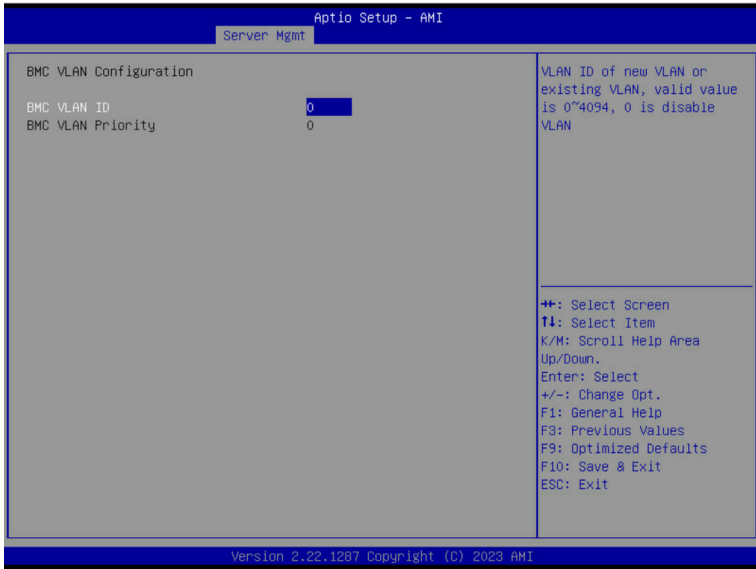 Aptio Setup – AMI
Server Mgmt
BMC VLAN Configuration
BMC VLAN ID 0
BMC VLAN Priority 0
VLAN ID of new VLAN or
existing VLAN, valid value
is 0~4094, 0 is disable
VLAN
→←: Select Screen
↑↓: Select Item
K/M: Scroll Help Area
Up/Down.
Enter: Select
+/-: Change Opt.
F1: General Help
F3: Previous Values
F9: Optimized Defaults
F10: Save & Exit
ESC: Exit
Version 2.22.1287 Copyright (C) 2023 AMI